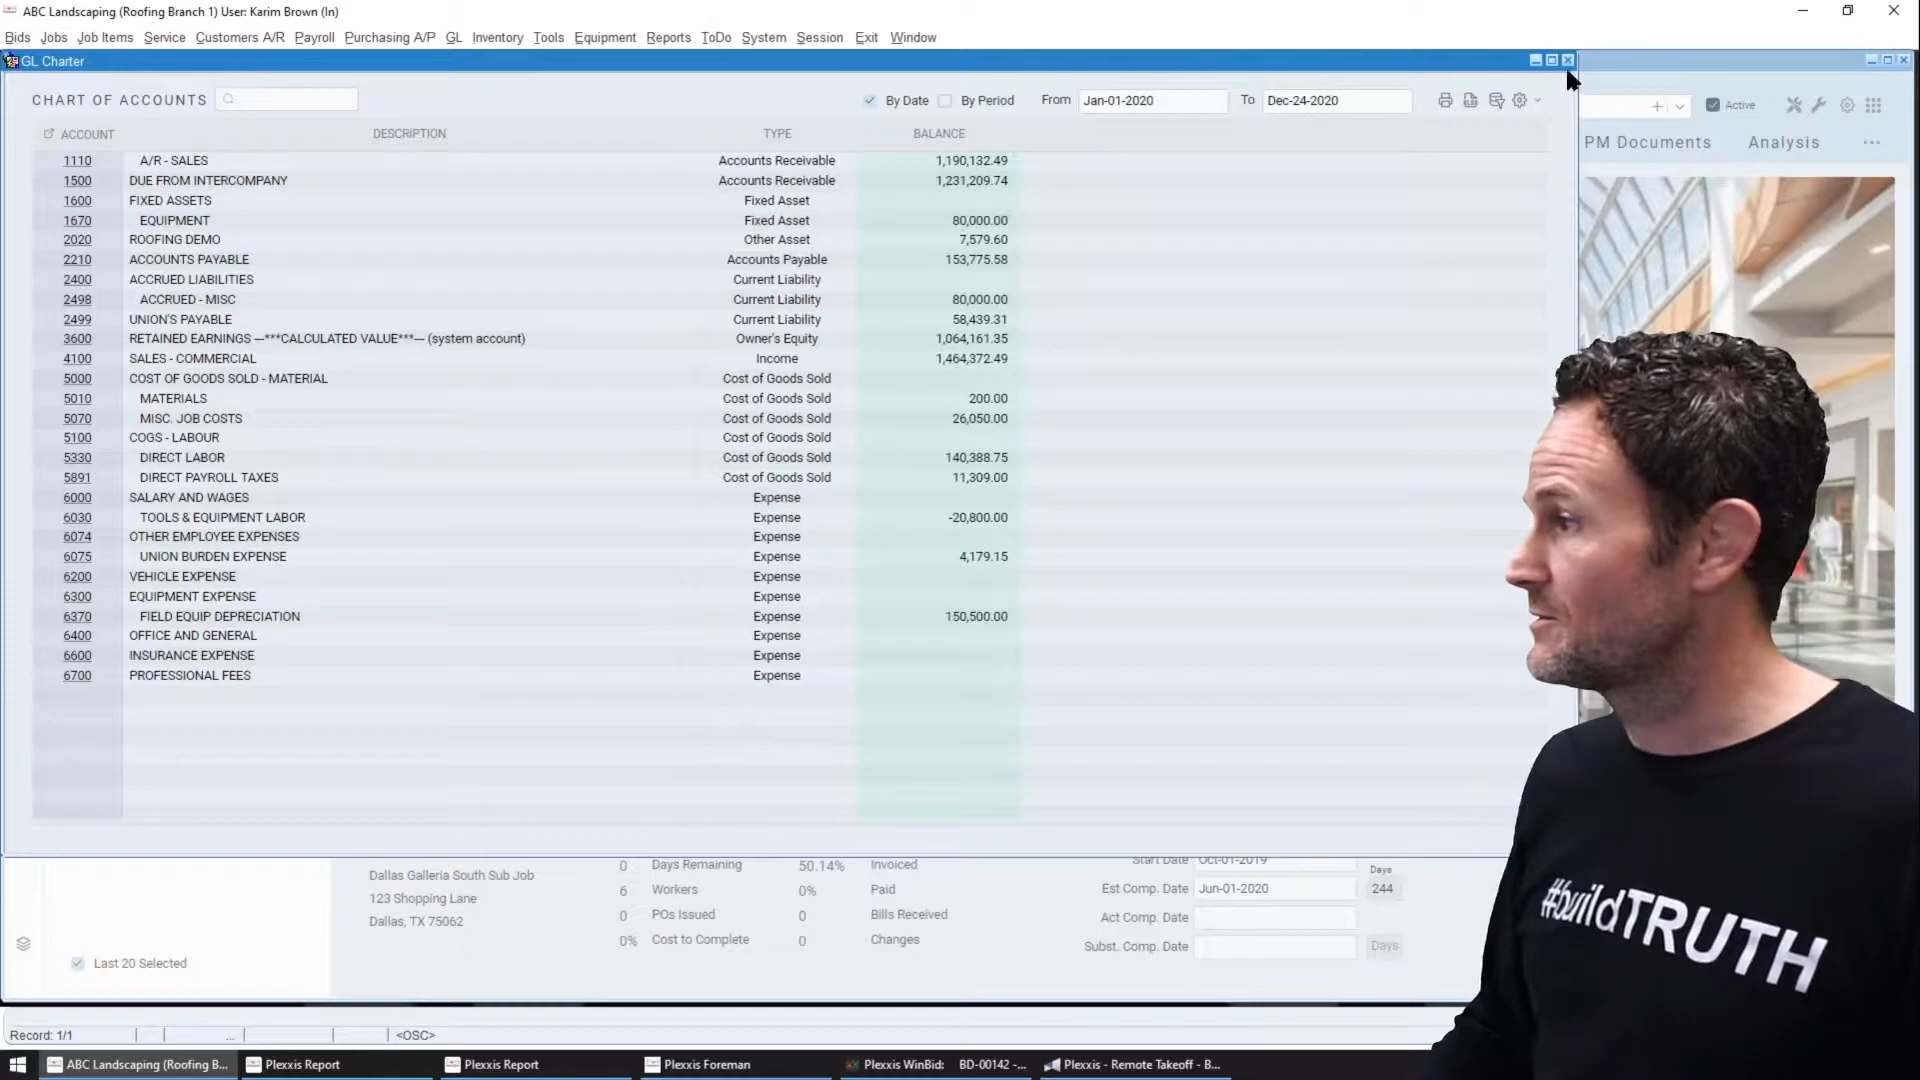 ABC Landscaping (Roofing Branch 1) User: Karim Brown (In)
Bids Jobs Job Items Service Customers A/R Payroll Purchasing A/P GL Inventory Tools Equipment Reports ToDo System Session Exit Window
GL Charter
CHART OF ACCOUNTS By Date By Period From Jan-01-2020 To Dec-24-2020 Active
PM Documents Analysis ...
ACCOUNT DESCRIPTION TYPE BALANCE
1110 A/R - SALES Accounts Receivable 1,190,132.49
1500 DUE FROM INTERCOMPANY Accounts Receivable 1,231,209.74
1600 FIXED ASSETS Fixed Asset
1670 EQUIPMENT Fixed Asset 80,000.00
2020 ROOFING DEMO Other Asset 7,579.60
2210 ACCOUNTS PAYABLE Accounts Payable 153,775.58
2400 ACCRUED LIABILITIES Current Liability
2498 ACCRUED - MISC Current Liability 80,000.00
2499 UNION'S PAYABLE Current Liability 58,439.31
3600 RETAINED EARNINGS ---***CALCULATED VALUE***--- (system account) Owner's Equity 1,064,161.35
4100 SALES - COMMERCIAL Income 1,464,372.49
5000 COST OF GOODS SOLD - MATERIAL Cost of Goods Sold
5010 MATERIALS Cost of Goods Sold 200.00
5070 MISC. JOB COSTS Cost of Goods Sold 26,050.00
5100 COGS - LABOUR Cost of Goods Sold
5330 DIRECT LABOR Cost of Goods Sold 140,388.75
5891 DIRECT PAYROLL TAXES Cost of Goods Sold 11,309.00
6000 SALARY AND WAGES Expense
6030 TOOLS & EQUIPMENT LABOR Expense -20,800.00
6074 OTHER EMPLOYEE EXPENSES Expense
6075 UNION BURDEN EXPENSE Expense 4,179.15
6200 VEHICLE EXPENSE Expense
6300 EQUIPMENT EXPENSE Expense
6370 FIELD EQUIP DEPRECIATION Expense 150,500.00
6400 OFFICE AND GENERAL Expense
6600 INSURANCE EXPENSE Expense
6700 PROFESSIONAL FEES Expense
Dallas Galleria South Sub Job 0 Days Remaining 50.14% Invoiced Start Date Oct-01-2019 Days
123 Shopping Lane 6 Workers 0% Paid Est Comp. Date Jun-01-2020 244
Dallas, TX 75062 0 POs Issued 0 Bills Received Act Comp. Date
0% Cost to Complete 0 Changes Subst. Comp. Date Days
Last 20 Selected
#buildTRUTH
Record: 1/1 ... <OSC>
ABC Landscaping (Roofing B... Plexxis Report Plexxis Report Plexxis Foreman Plexxis WinBid: BD-00142 -... Plexxis - Remote Takeoff - B...